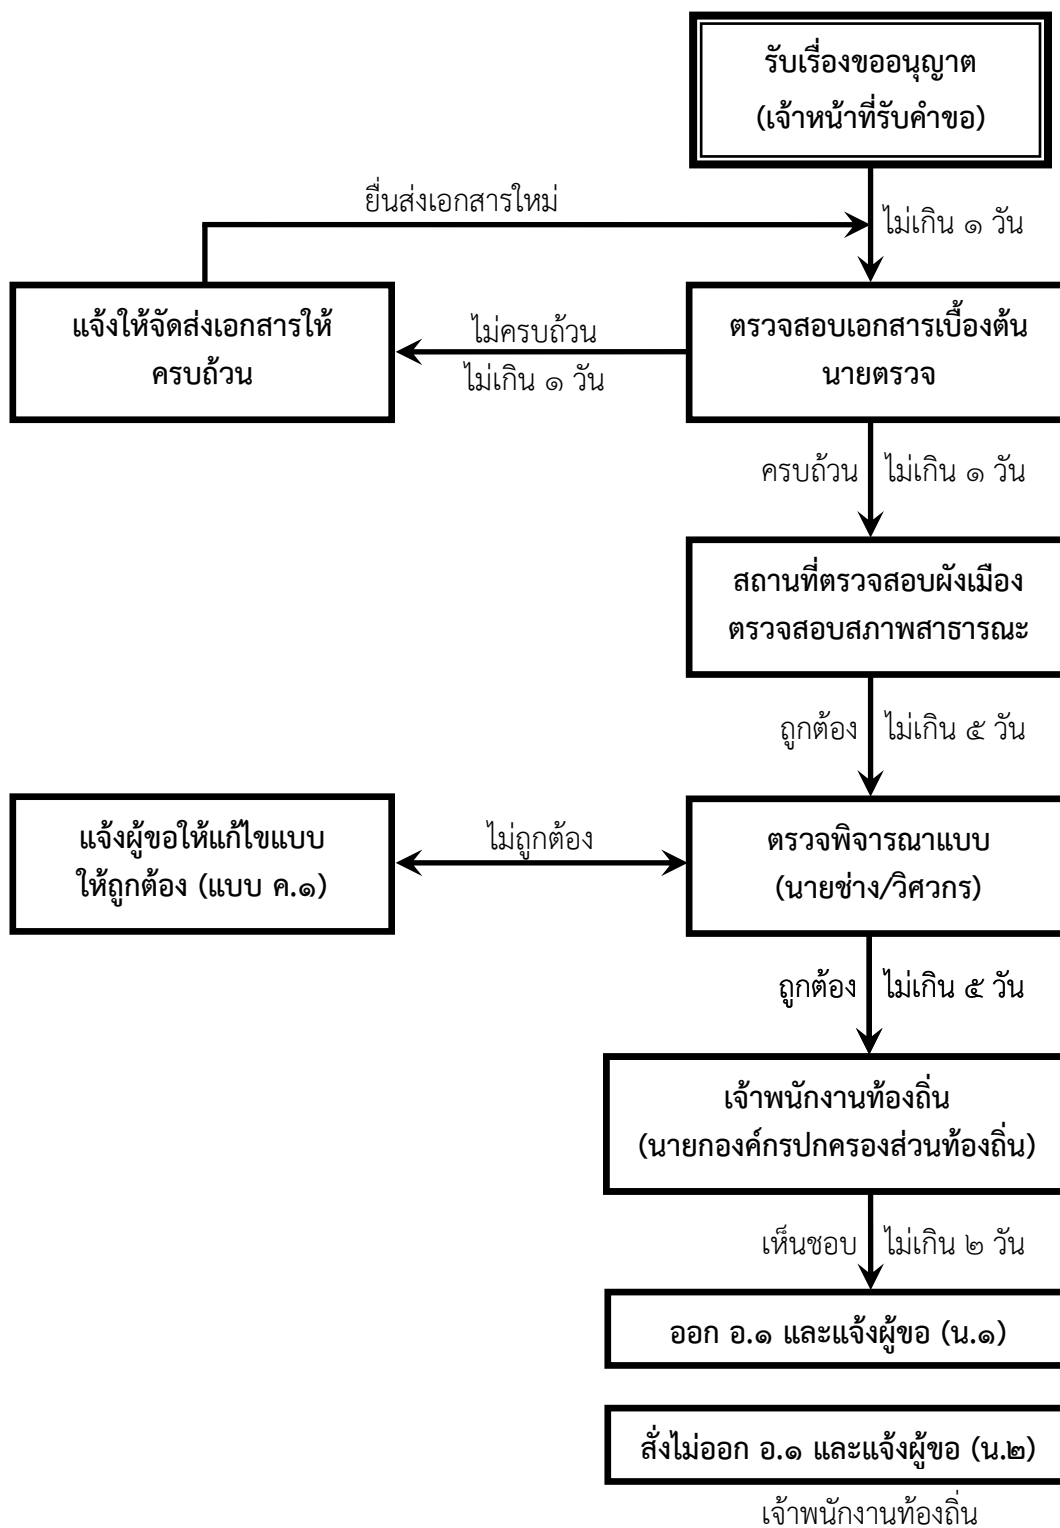 รับเรื่องขออนุญาต
(เจ้าหน้าที่รับคำขอ)
ยื่นส่งเอกสารใหม่
ไม่เกิน ๑ วัน
แจ้งให้จัดส่งเอกสารให้
ครบถ้วน
ไม่ครบถ้วน
ไม่เกิน ๑ วัน
ตรวจสอบเอกสารเบื้องต้น
นายตรวจ
ครบถ้วน ไม่เกิน ๑ วัน
สถานที่ตรวจสอบผังเมือง
ตรวจสอบสภาพสาธารณะ
ถูกต้อง ไม่เกิน ๕ วัน
แจ้งผู้ขอให้แก้ไขแบบ
ให้ถูกต้อง (แบบ ค.๑)
ไม่ถูกต้อง
ตรวจพิจารณาแบบ
(นายช่าง/วิศวกร)
ถูกต้อง ไม่เกิน ๕ วัน
เจ้าพนักงานท้องถิ่น
(นายกองค์กรปกครองส่วนท้องถิ่น)
เห็นชอบ ไม่เกิน ๒ วัน
ออก อ.๑ และแจ้งผู้ขอ (น.๑)
สั่งไม่ออก อ.๑ และแจ้งผู้ขอ (น.๒)
เจ้าพนักงานท้องถิ่น